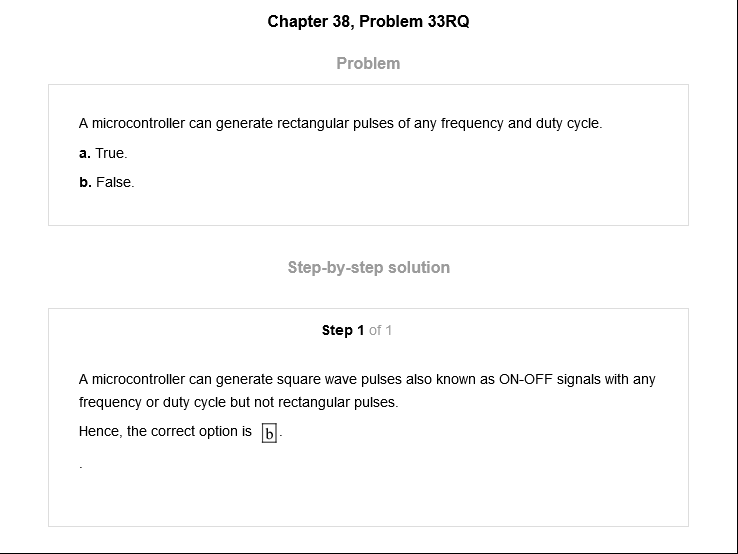 Chapter 38, Problem 33RQ
Problem
A microcontroller can generate rectangular pulses of any frequency and duty cycle.
a. True.
b. False.
Step-by-step solution
Step 1 of 1
A microcontroller can generate square wave pulses also known as ON-OFF signals with any
frequency or duty cycle but not rectangular pulses.
Hence, the correct option is b.
.